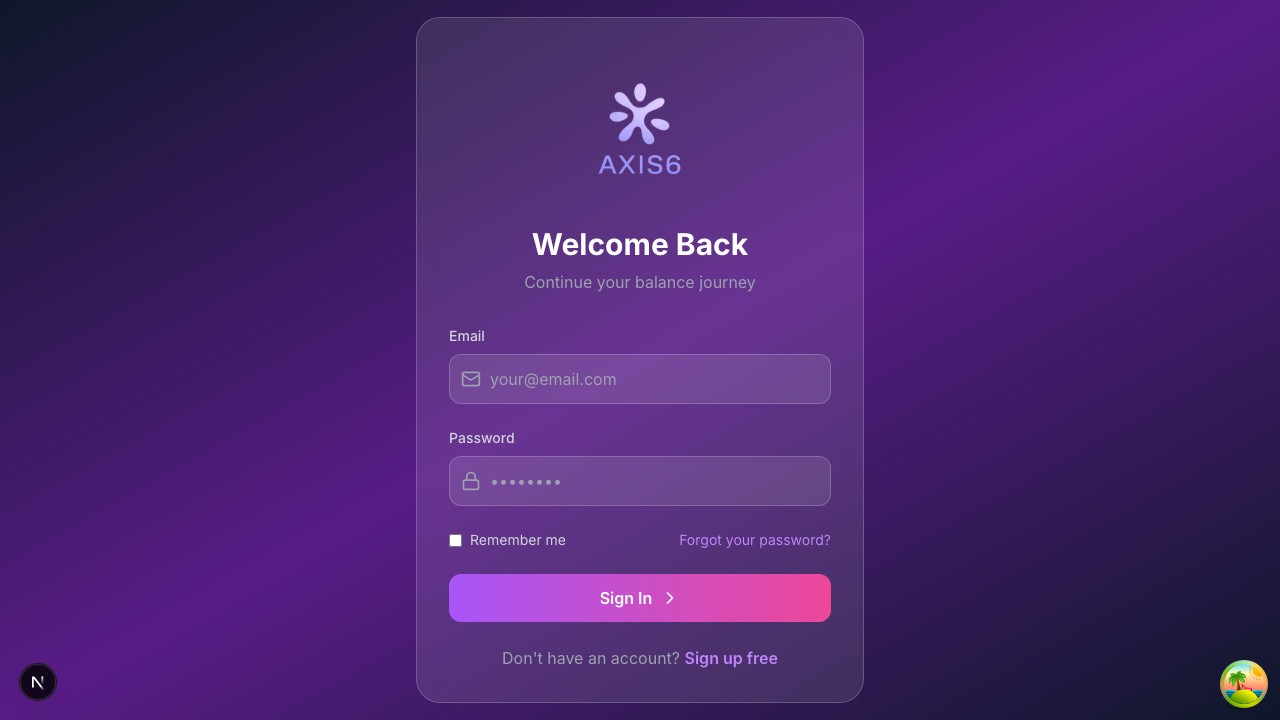 AXIS6
Welcome Back
Continue your balance journey
Email
your@email.com
Password
••••••••
Remember me
Forgot your password?
Sign In
Don't have an account? Sign up free
N